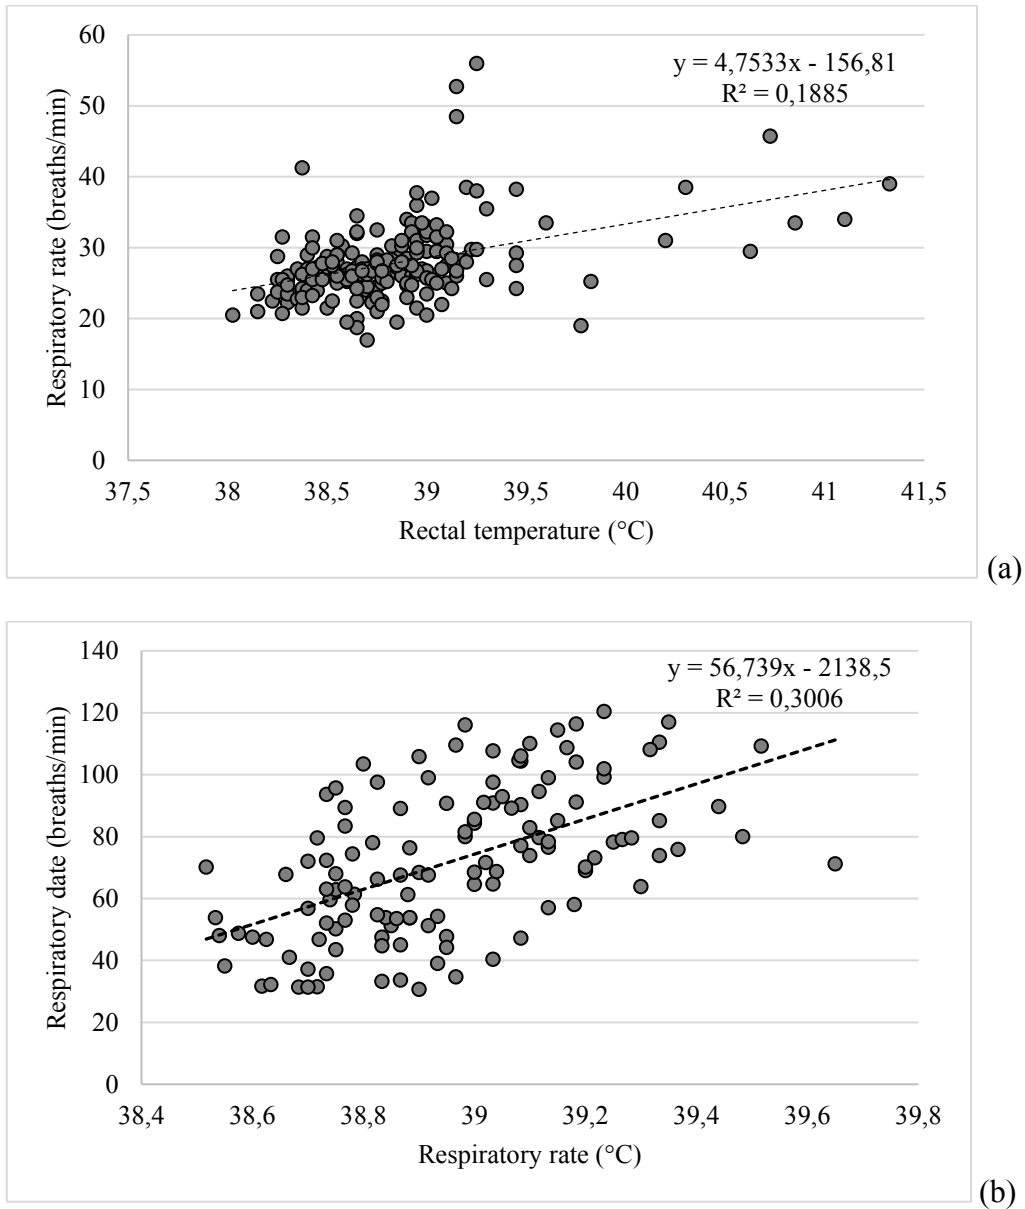 60
y = 4,7533x - 156,81
R² = 0,1885
50
40
30
20
10
0
Respiratory rate (breaths/min)
37,5 38 38,5 39 39,5 40 40,5 41 41,5
Rectal temperature (°C)
(a)
140
y = 56,739x - 2138,5
R² = 0,3006
120
100
80
60
40
20
0
Respiratory date (breaths/min)
38,4 38,6 38,8 39 39,2 39,4 39,6 39,8
Respiratory rate (°C)
(b)